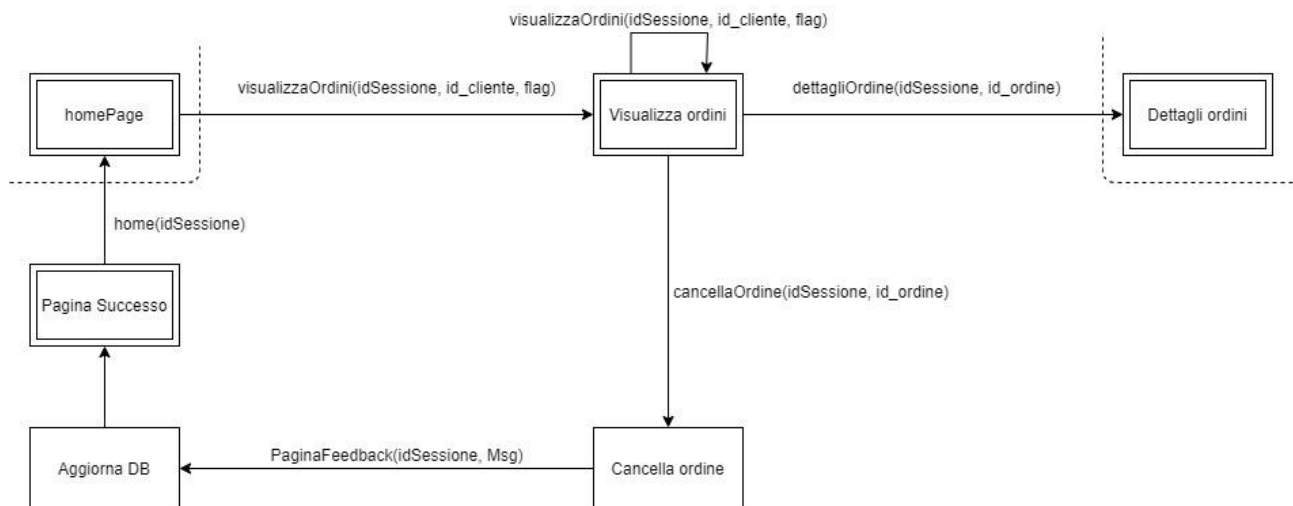 visualizzaOrdini(idSessione, id_cliente, flag)
homePage
visualizzaOrdini(idSessione, id_cliente, flag)
Visualizza ordini
dettagliOrdine(idSessione, id_ordine)
Dettagli ordini
home(idSessione)
Pagina Successo
cancellaOrdine(idSessione, id_ordine)
Aggiorna DB
PaginaFeedback(idSessione, Msg)
Cancella ordine